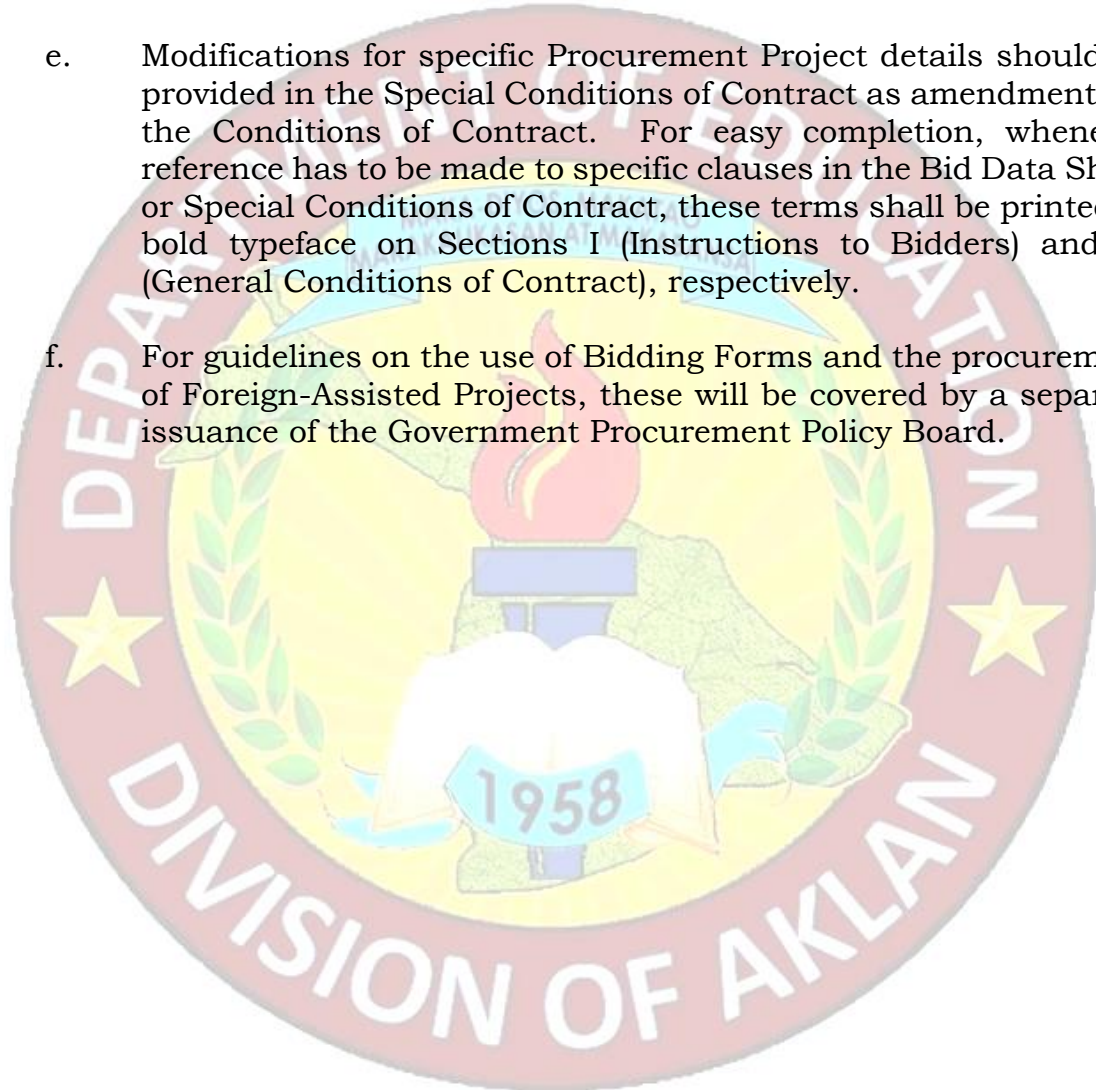 e. Modifications for specific Procurement Project details should
provided in the Special Conditions of Contract as amendment
the Conditions of Contract. For easy completion, whene
reference has to be made to specific clauses in the Bid Data Sh
or Special Conditions of Contract, these terms shall be printe
bold typeface on Sections I (Instructions to Bidders) and
(General Conditions of Contract), respectively.
f. For guidelines on the use of Bidding Forms and the procurem
of Foreign-Assisted Projects, these will be covered by a separ
issuance of the Government Procurement Policy Board.
DEPARTMENT OF EDUCATION
1958
DIVISION OF AKLAN